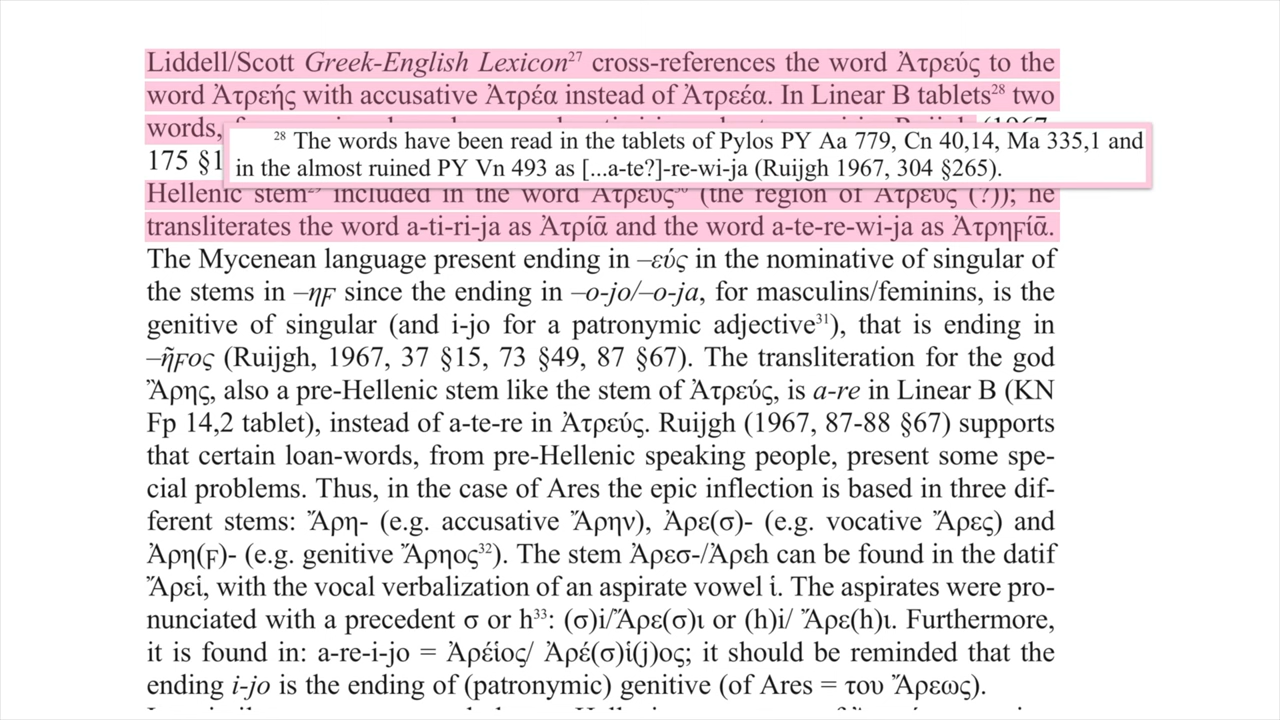 Liddell/Scott Greek-English Lexicon²⁷ cross-references the word Ἀτρεύς to the
word Ἀτρεής with accusative Ἀτρέα instead of Ἀτρεέα. In Linear B tablets²⁸ two
words,
²⁸ The words have been read in the tablets of Pylos PY Aa 779, Cn 40,14, Ma 335,1 and
in the almost ruined PY Vn 493 as [...a-te?]-re-wi-ja (Ruijgh 1967, 304 §265).
175 §1
Hellenic stem²⁹ included in the word Ἀτρεύς³⁰ (the region of Ἀτρεύς (?)); he
transliterates the word a-ti-ri-ja as Ἀτρίᾱ and the word a-te-re-wi-ja as Ἀτρηϝίᾱ.
The Mycenean language present ending in –εύς in the nominative of singular of
the stems in –ηϝ since the ending in –o-jo/–o-ja, for masculins/feminins, is the
genitive of singular (and i-jo for a patronymic adjective³¹), that is ending in
–ῆϝος (Ruijgh, 1967, 37 §15, 73 §49, 87 §67). The transliteration for the god
Ἄρης, also a pre-Hellenic stem like the stem of Ἀτρεύς, is a-re in Linear B (KN
Fp 14,2 tablet), instead of a-te-re in Ἀτρεύς. Ruijgh (1967, 87-88 §67) supports
that certain loan-words, from pre-Hellenic speaking people, present some spe-
cial problems. Thus, in the case of Ares the epic inflection is based in three dif-
ferent stems: Ἄρη- (e.g. accusative Ἄρην), Ἀρε(σ)- (e.g. vocative Ἄρες) and
Ἀρη(ϝ)- (e.g. genitive Ἄρηος³²). The stem Ἀρεσ-/Ἀρεh can be found in the datif
Ἄρεἱ, with the vocal verbalization of an aspirate vowel ἱ. The aspirates were pro-
nunciated with a precedent σ or h³³: (σ)i/Ἄρε(σ)ι or (h)i/ Ἄρε(h)ι. Furthermore,
it is found in: a-re-i-jo = Ἀρέἱος/ Ἀρέ(σ)ἱ(j)ος; it should be reminded that the
ending i-jo is the ending of (patronymic) genitive (of Ares = του Ἄρεως).